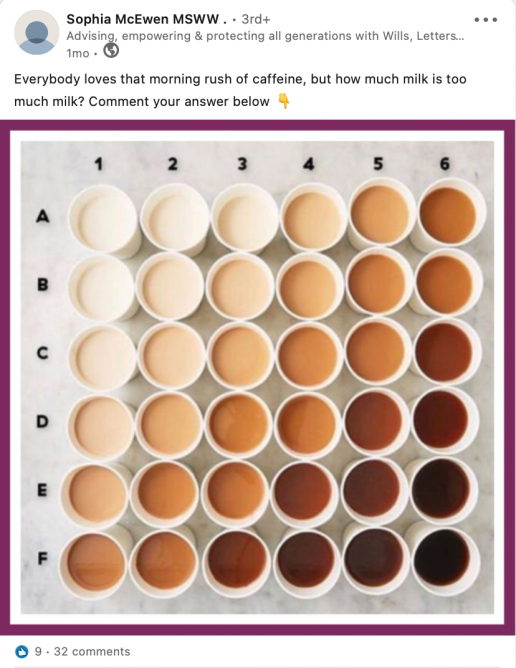 Sophia McEwen MSWW . • 3rd+
Advising, empowering & protecting all generations with Wills, Letters...
1mo •
Everybody loves that morning rush of caffeine, but how much milk is too
much milk? Comment your answer below 👇
1 2 3 4 5 6
A
B
C
D
E
F
9 · 32 comments